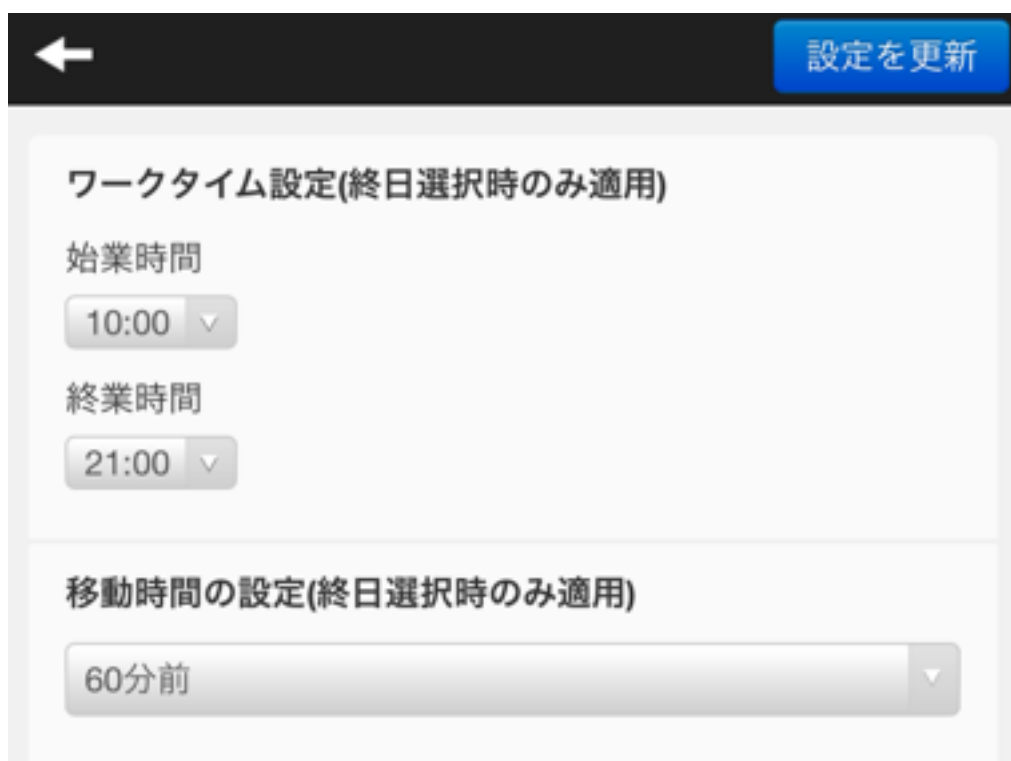 設定を更新
ワークタイム設定(終日選択時のみ適用)
始業時間
10:00
終業時間
21:00
移動時間の設定(終日選択時のみ適用)
60分前